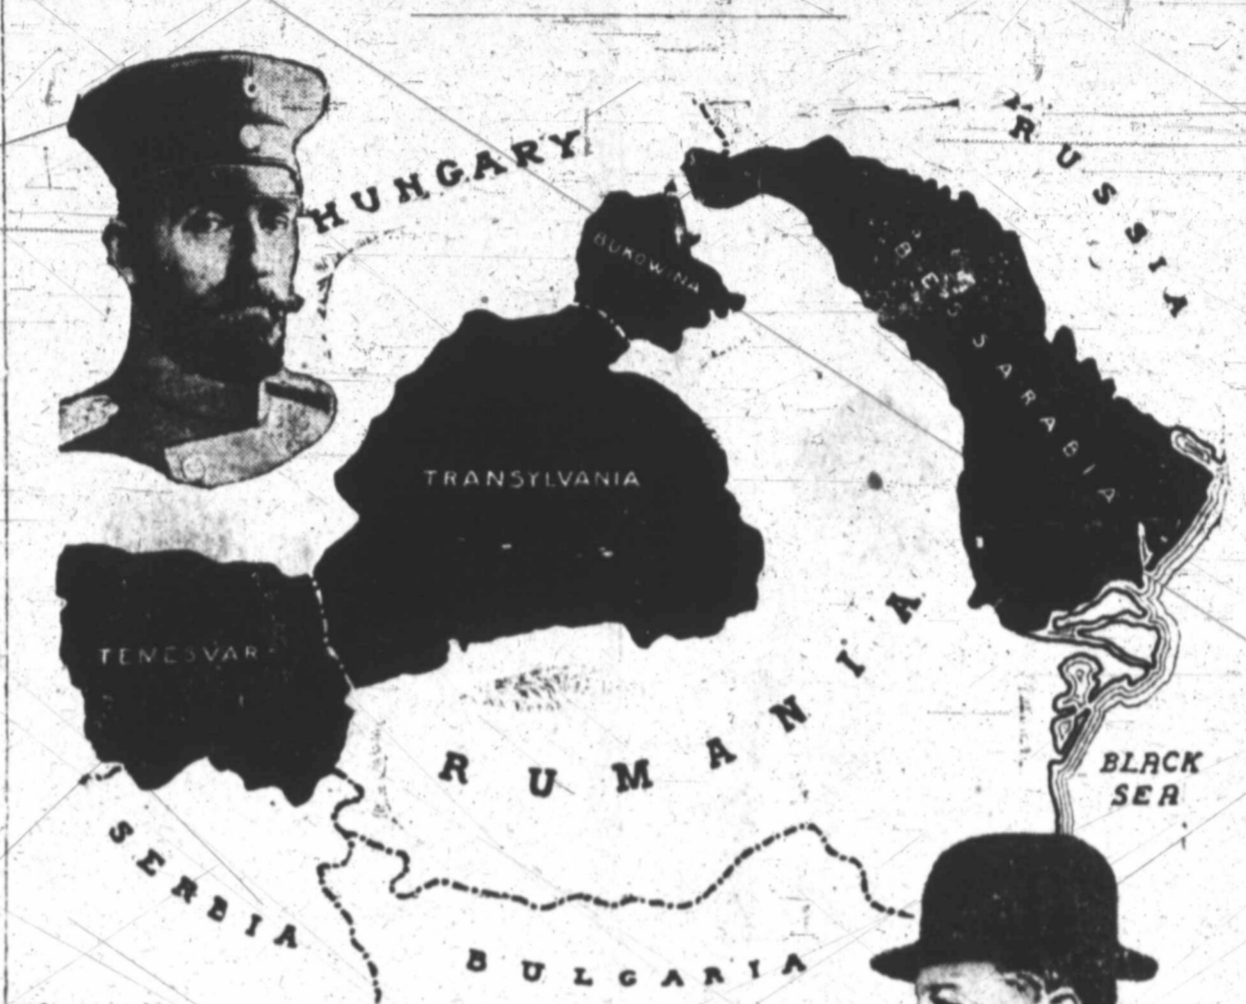 HUNGARY
RUSSIA
BUKOWINA
BESSARABIA
TRANSYLVANIA
TEMESVAR
RUMANIA
BLACK
SEA
SERBIA
BULGARIA